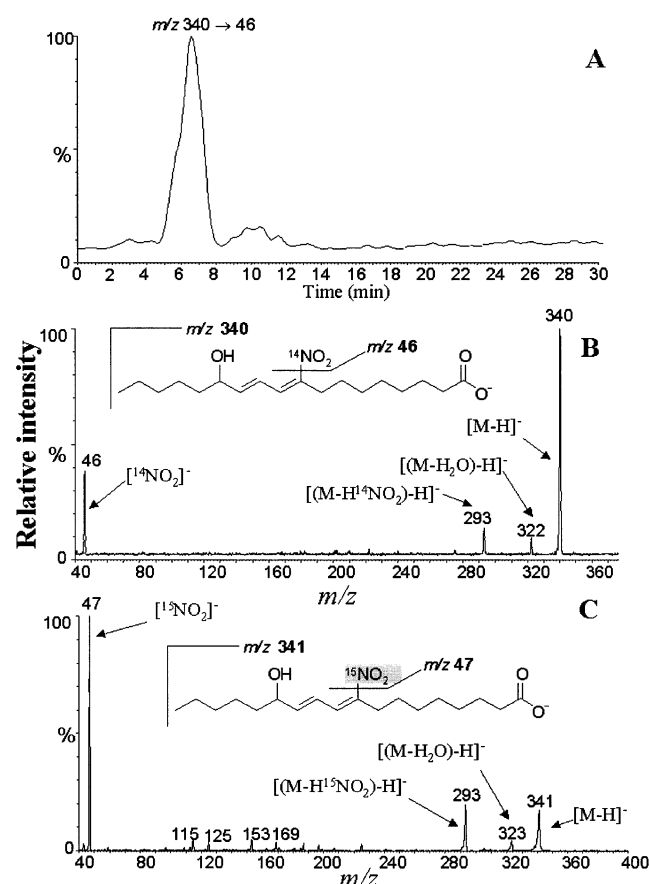 m/z 340 → 46
A
100
%
0
0 2 4 6 8 10 12 14 16 18 20 22 24 26 28 30
Time (min)
Relative intensity
B
100
%
0
m/z 340
OH
¹⁴NO₂
m/z 46
O
O⁻
340
[M-H]⁻
[(M-H₂O)-H]⁻
[(M-H¹⁴NO₂)-H]⁻
293
322
46
[¹⁴NO₂]⁻
40 80 120 160 200 240 280 320 360
m/z
C
47
100
%
0
[¹⁵NO₂]⁻
m/z 341
OH
¹⁵NO₂
m/z 47
O
O⁻
[(M-H₂O)-H]⁻
[(M-H¹⁵NO₂)-H]⁻
293
341
[M-H]⁻
323
115 125 153 169
40 60 120 160 200 240 280 320 360 400
m/z